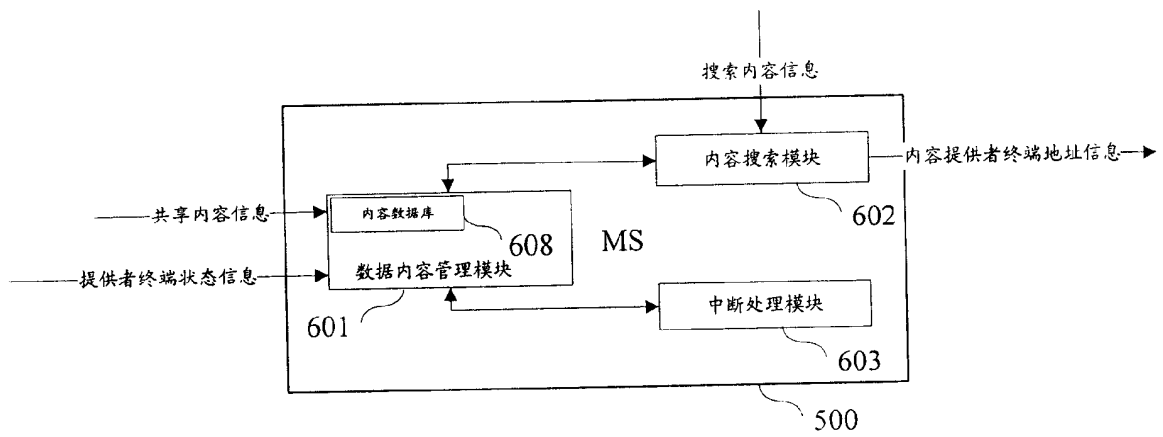 搜索内容信息
内容搜索模块
内容提供者终端地址信息
602
共享内容信息
内容数据库
608
MS
提供者终端状态信息
数据内容管理模块
601
中断处理模块
603
500